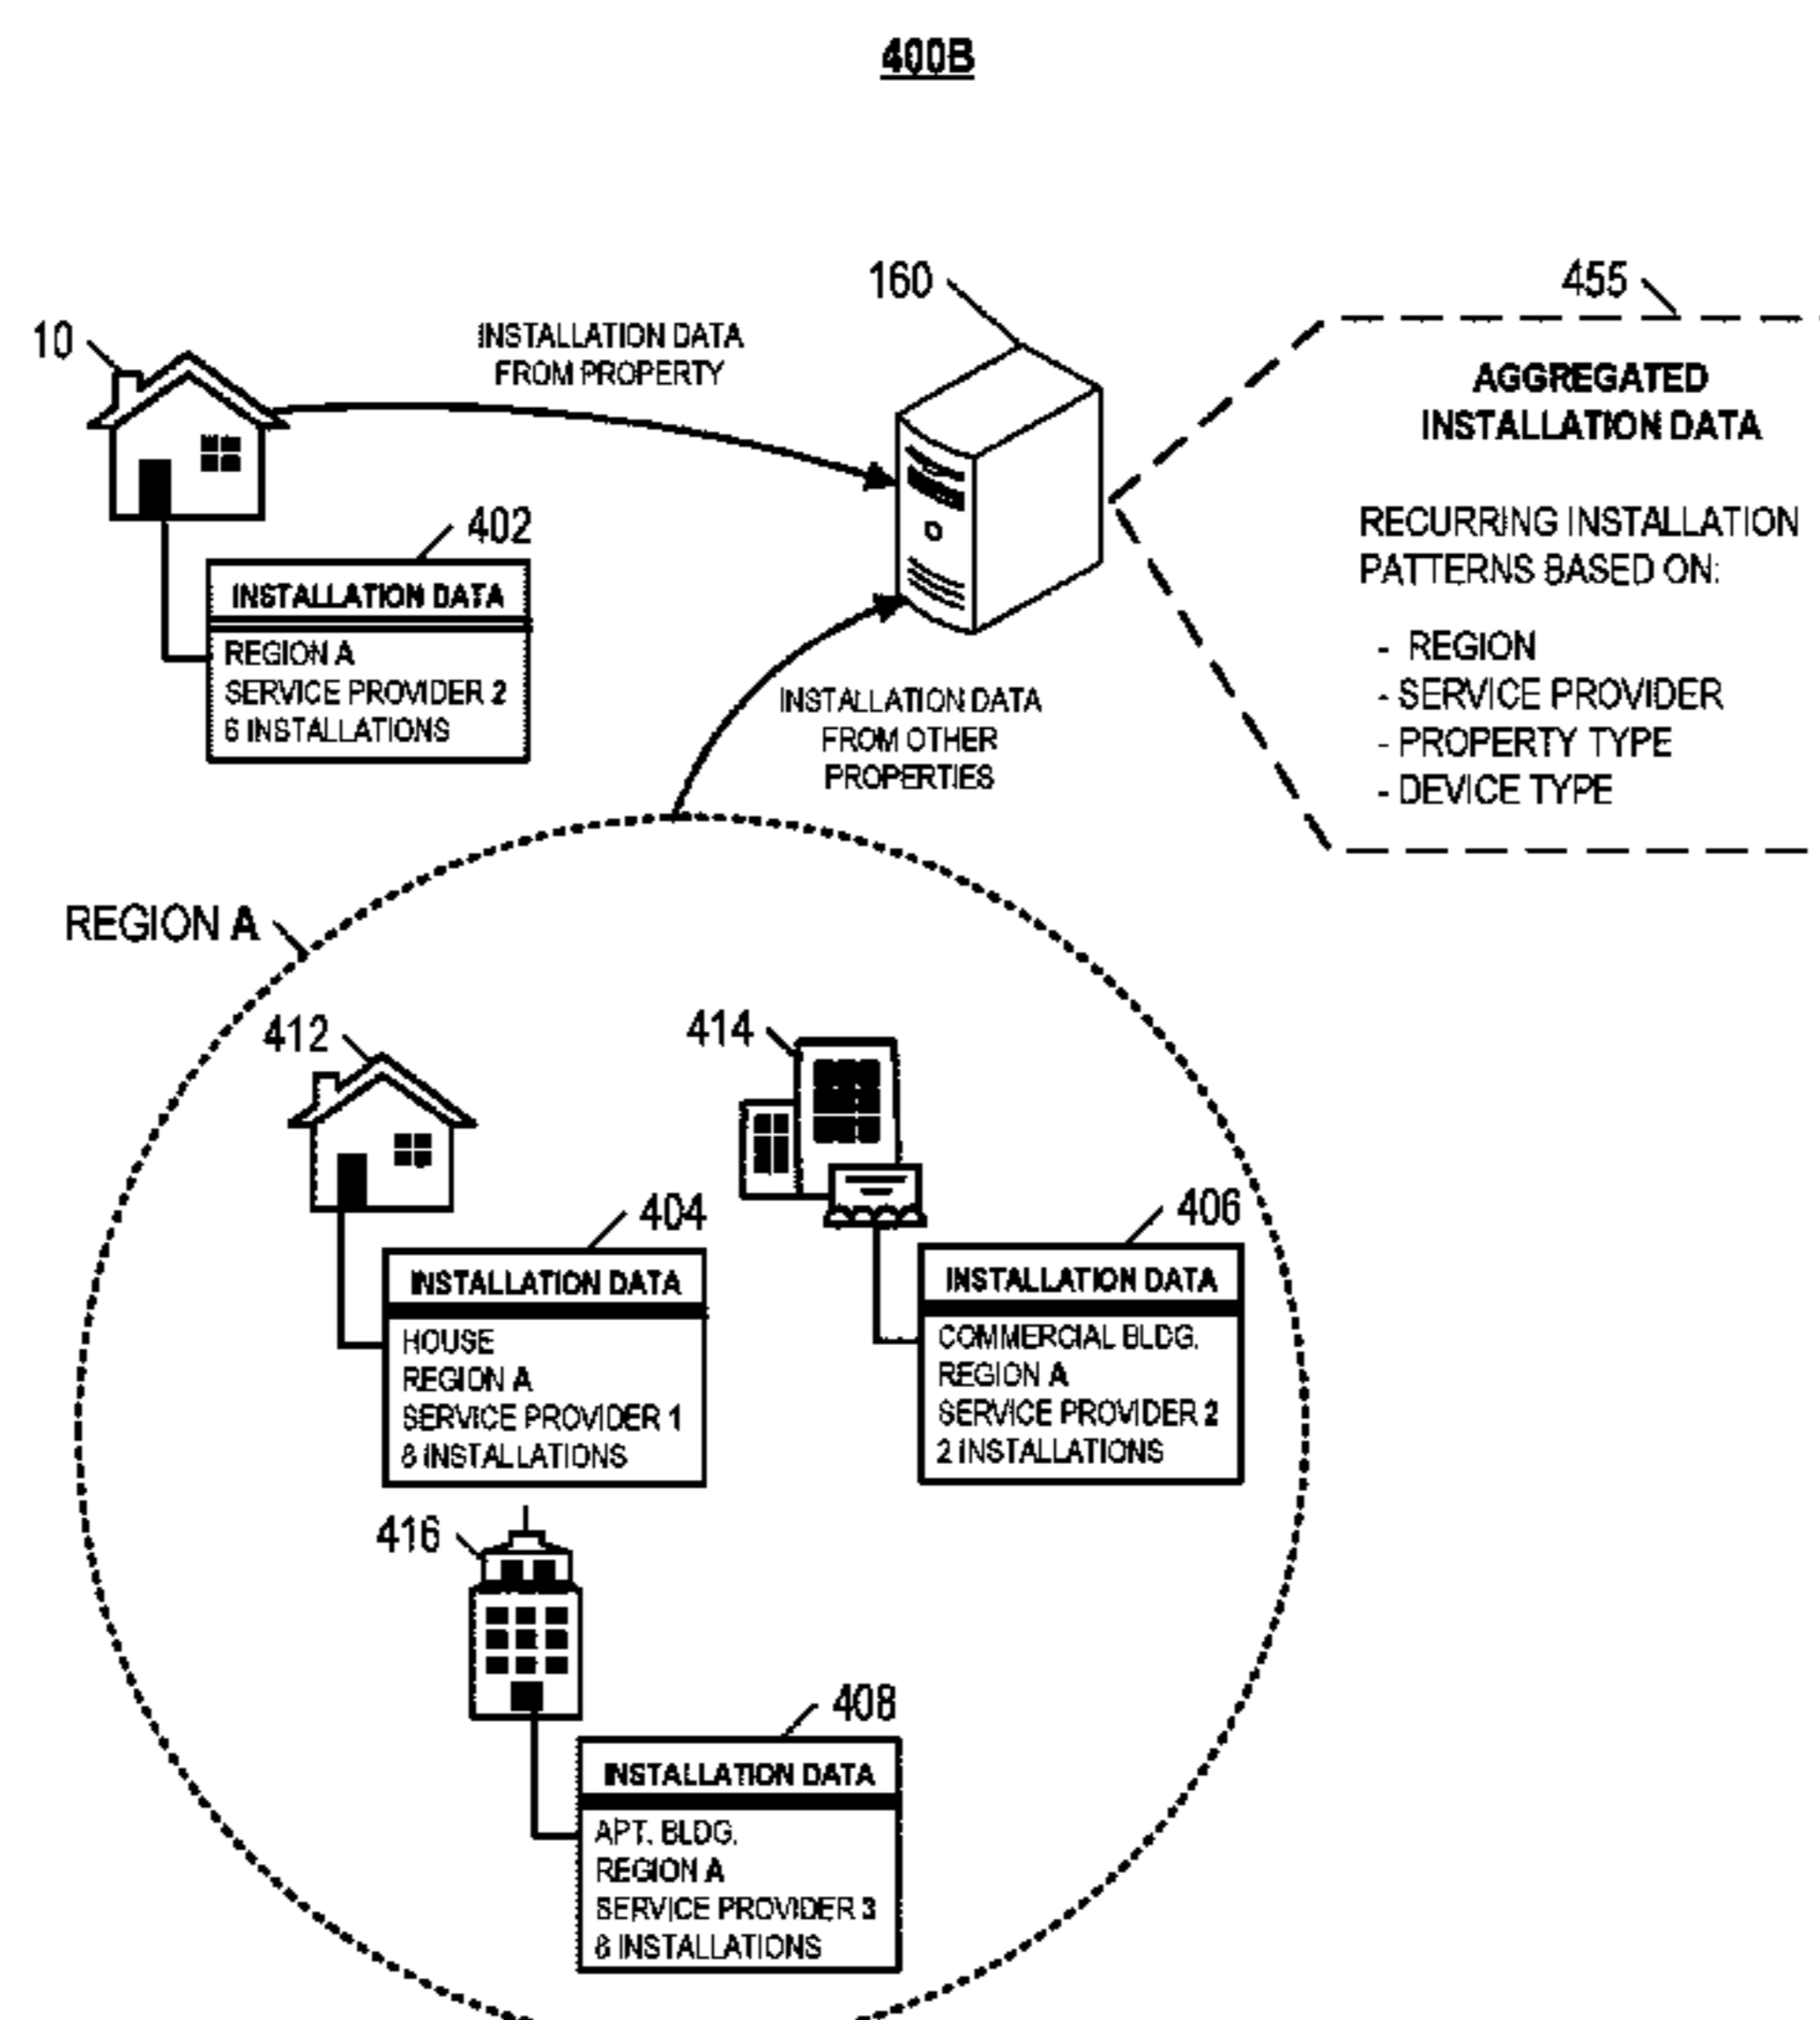 400B
160
455
10
INSTALLATION DATA
FROM PROPERTY
AGGREGATED
INSTALLATION DATA
RECURRING INSTALLATION
PATTERNS BASED ON:
- REGION
- SERVICE PROVIDER
- PROPERTY TYPE
- DEVICE TYPE
402
INSTALLATION DATA
REGION A
SERVICE PROVIDER 2
6 INSTALLATIONS
INSTALLATION DATA
FROM OTHER
PROPERTIES
REGION A
412
414
404
INSTALLATION DATA
HOUSE
REGION A
SERVICE PROVIDER 1
8 INSTALLATIONS
406
INSTALLATION DATA
COMMERCIAL BLDG.
REGION A
SERVICE PROVIDER 2
2 INSTALLATIONS
416
408
INSTALLATION DATA
APT. BLDG.
REGION A
SERVICE PROVIDER 3
8 INSTALLATIONS